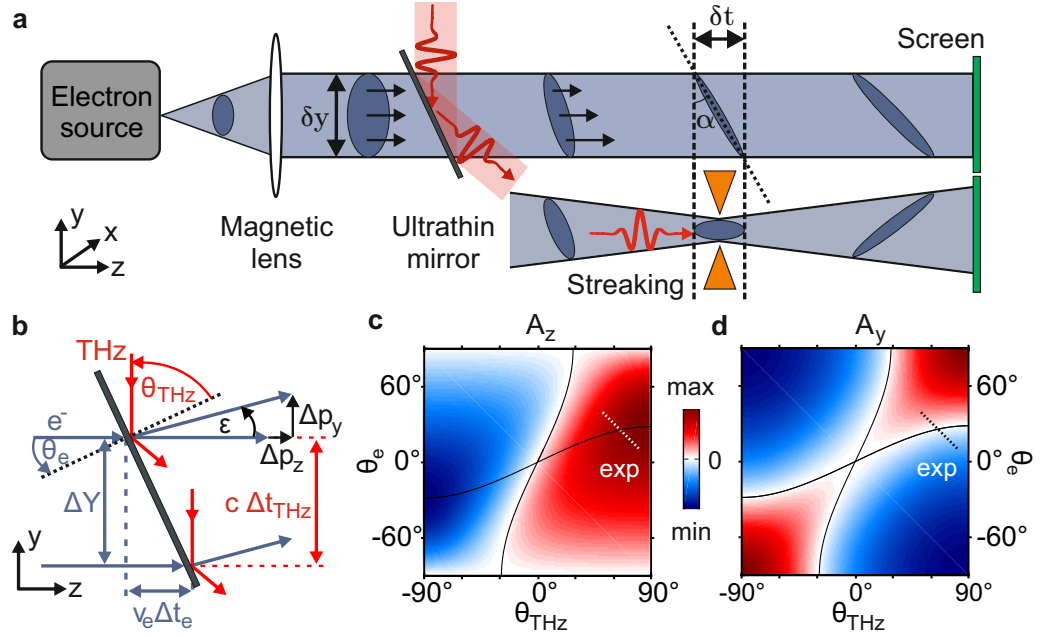 a
Electron
source
δy
δt
α
Screen
y
x
z
Magnetic
lens
Ultrathin
mirror
Streaking
b
THz
θTHz
e-
θe
ε
Δpy
Δpz
ΔY
c ΔtTHz
y
z
veΔte
c
Az
60°
0°
-60°
θe
exp
-90°
0°
90°
θTHz
max
0
min
d
Ay
60°
0°
-60°
θe
exp
-90°
0°
90°
θTHz